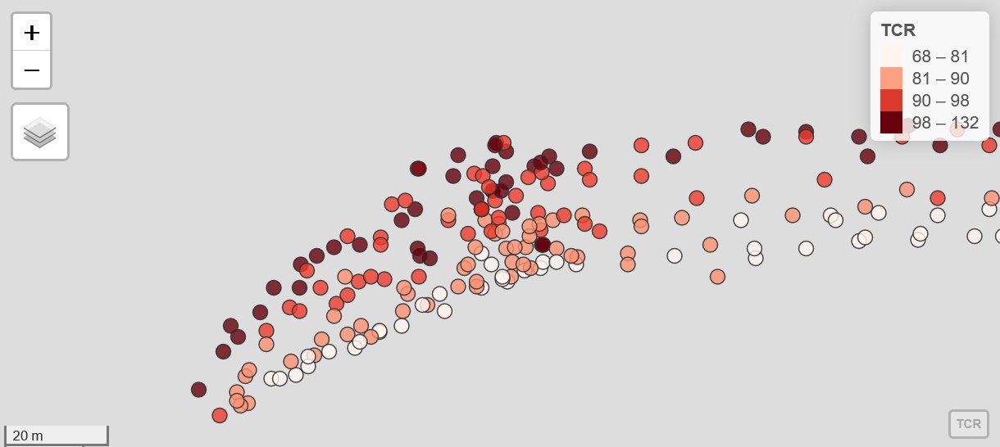 +
−
TCR
68 – 81
81 – 90
90 – 98
98 – 132
TCR
20 m